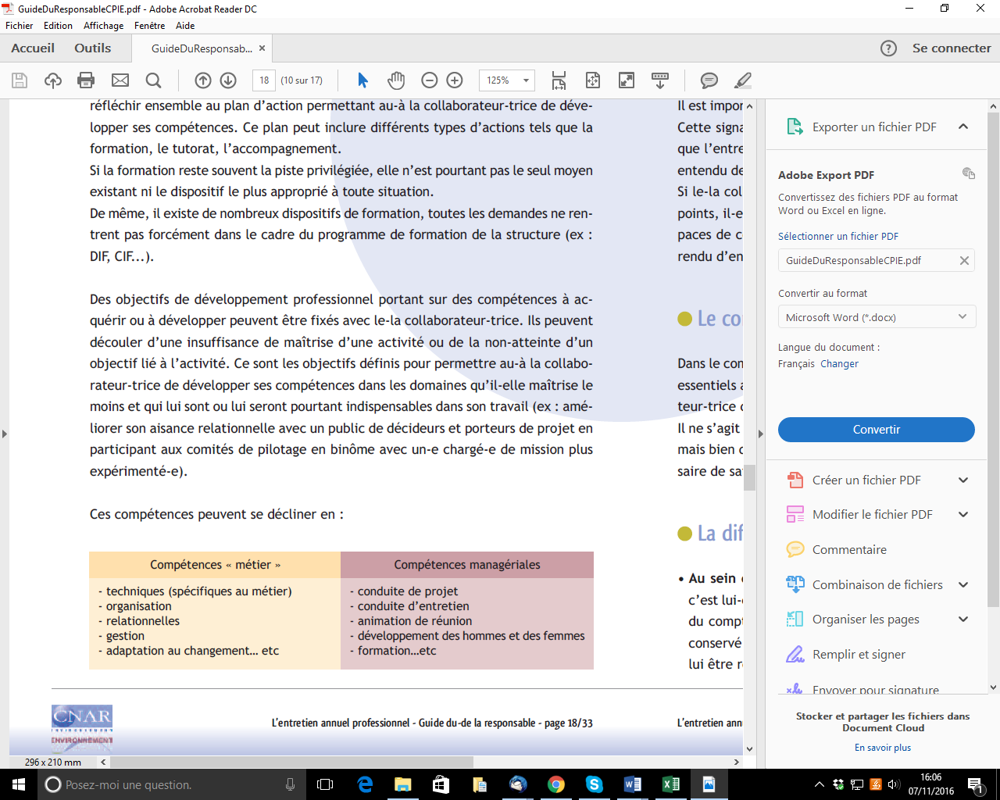 GuideDuResponsableCPIE.pdf - Adobe Acrobat Reader DC
Fichier Edition Affichage Fenêtre Aide
Accueil Outils GuideDuResponsab... × ? Se connecter
18 (10 sur 17) 125%
réfléchir ensemble au plan d'action permettant au-à la collaborateur-trice de déve-
lopper ses compétences. Ce plan peut inclure différents types d'actions tels que la
formation, le tutorat, l'accompagnement.
Si la formation reste souvent la piste privilégiée, elle n'est pourtant pas le seul moyen
existant ni le dispositif le plus approprié à toute situation.
De même, il existe de nombreux dispositifs de formation, toutes les demandes ne ren-
trent pas forcément dans le cadre du programme de formation de la structure (ex :
DIF, CIF...).
Des objectifs de développement professionnel portant sur des compétences à ac-
quérir ou à développer peuvent être fixés avec le-la collaborateur-trice. Ils peuvent
découler d'une insuffisance de maîtrise d'une activité ou de la non-atteinte d'un
objectif lié à l'activité. Ce sont les objectifs définis pour permettre au-à la collabo-
rateur-trice de développer ses compétences dans les domaines qu'il-elle maîtrise le
moins et qui lui sont ou lui seront pourtant indispensables dans son travail (ex : amé-
liorer son aisance relationnelle avec un public de décideurs et porteurs de projet en
participant aux comités de pilotage en binôme avec un-e chargé-e de mission plus
expérimenté-e).
Ces compétences peuvent se décliner en :
Compétences « métier »
- techniques (spécifiques au métier)
- organisation
- relationnelles
- gestion
- adaptation au changement... etc
Compétences managériales
- conduite de projet
- conduite d'entretien
- animation de réunion
- développement des hommes et des femmes
- formation...etc
CNAR
ENVIRONNEMENT
L'entretien annuel professionnel - Guide du-de la responsable - page 18/33
Il est impor
Cette signa
que l'entre
entendu de
Si le-la col
points, il-e
paces de c
rendu d'en
Le co
Dans le com
essentiels a
teur-trice d
Il ne s'agit
mais bien d
saire de sa
La dif
• Au sein
c'est lui-
du compt
conservé
lui être r
L'entretien ann
296 x 210 mm
Exporter un fichier PDF
Adobe Export PDF
Convertissez des fichiers PDF au format
Word ou Excel en ligne.
Sélectionner un fichier PDF
GuideDuResponsableCPIE.pdf
Convertir au format
Microsoft Word (*.docx)
Langue du document :
Français Changer
Convertir
Créer un fichier PDF
Modifier le fichier PDF
Commentaire
Combinaison de fichiers
Organiser les pages
Remplir et signer
Envoyer pour signature
Stocker et partager les fichiers dans
Document Cloud
En savoir plus
Posez-moi une question.
16:06
07/11/2016
1